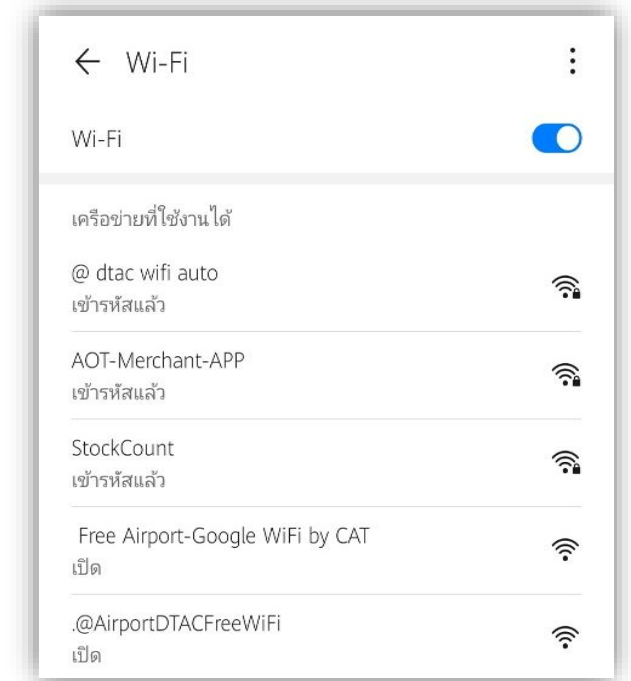 Wi-Fi
Wi-Fi
เครือข่ายที่ใช้งานได้
@ dtac wifi auto
เข้ารหัสแล้ว
AOT-Merchant-APP
เข้ารหัสแล้ว
StockCount
เข้ารหัสแล้ว
Free Airport-Google WiFi by CAT
เปิด
.@AirportDTACFreeWiFi
เปิด